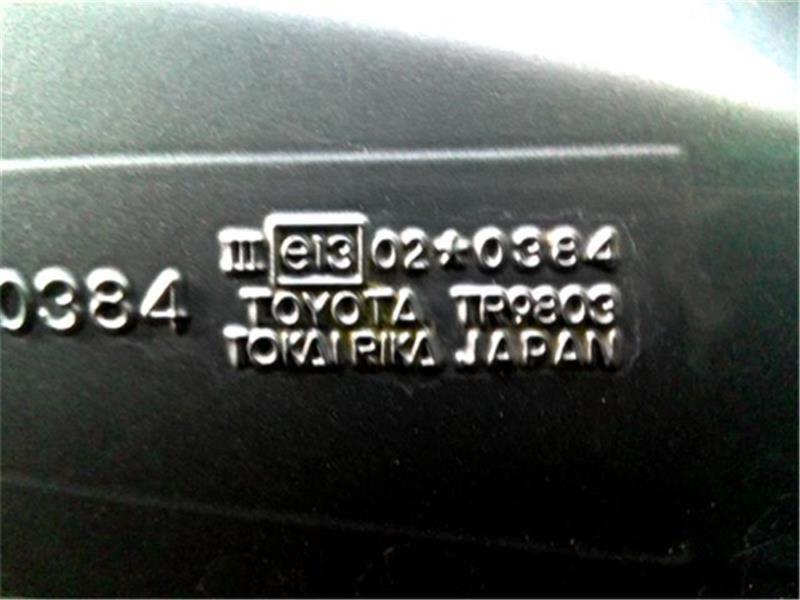 III e13 02*0384
0384
TOYOTA TR9803
TOKAI RIKA JAPAN